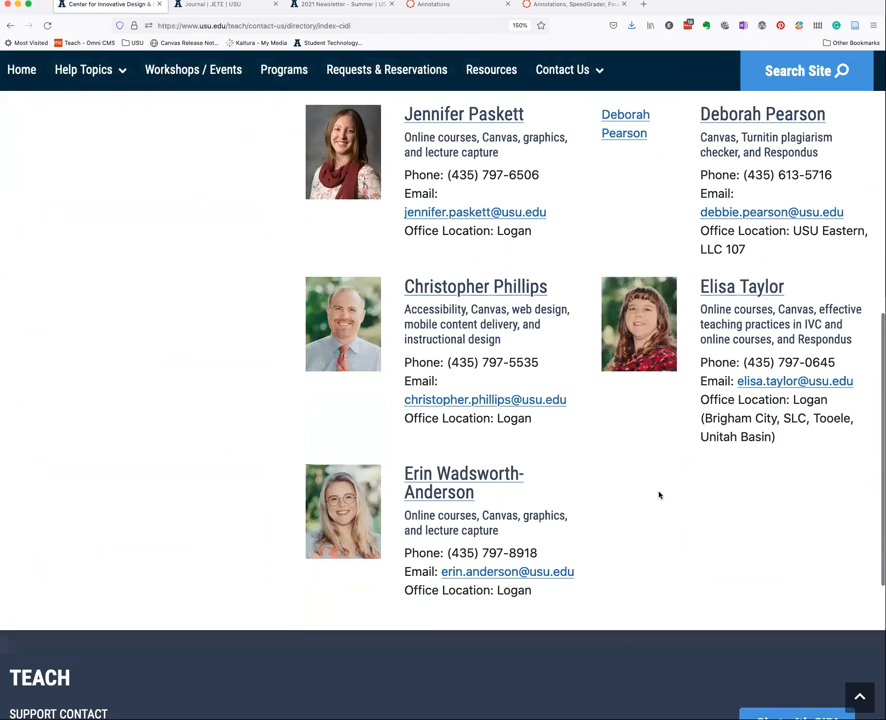 Center for Innovative Design &
Journal | JETE | USU
2021 Newsletter - Summer | US
Annotations
Annotations, SpeedGrader, Fo
https://www.usu.edu/teach/contact-us/directory/index-cidi
150%
Most Visited
Teach - Omni CMS
USU
Canvas Release Not...
Kaltura - My Media
Student Technology...
Other Bookmarks
Home
Help Topics
Workshops / Events
Programs
Requests & Reservations
Resources
Contact Us
Search Site
Jennifer Paskett
Online courses, Canvas, graphics,
and lecture capture
Phone: (435) 797-6506
Email:
jennifer.paskett@usu.edu
Office Location: Logan
Deborah
Pearson
Deborah Pearson
Canvas, Turnitin plagiarism
checker, and Respondus
Phone: (435) 613-5716
Email:
debbie.pearson@usu.edu
Office Location: USU Eastern,
LLC 107
Christopher Phillips
Accessibility, Canvas, web design,
mobile content delivery, and
instructional design
Phone: (435) 797-5535
Email:
christopher.phillips@usu.edu
Office Location: Logan
Elisa Taylor
Online courses, Canvas, effective
teaching practices in IVC and
online courses, and Respondus
Phone: (435) 797-0645
Email: elisa.taylor@usu.edu
Office Location: Logan
(Brigham City, SLC, Tooele,
Unitah Basin)
Erin Wadsworth-
Anderson
Online courses, Canvas, graphics,
and lecture capture
Phone: (435) 797-8918
Email: erin.anderson@usu.edu
Office Location: Logan
TEACH
SUPPORT CONTACT